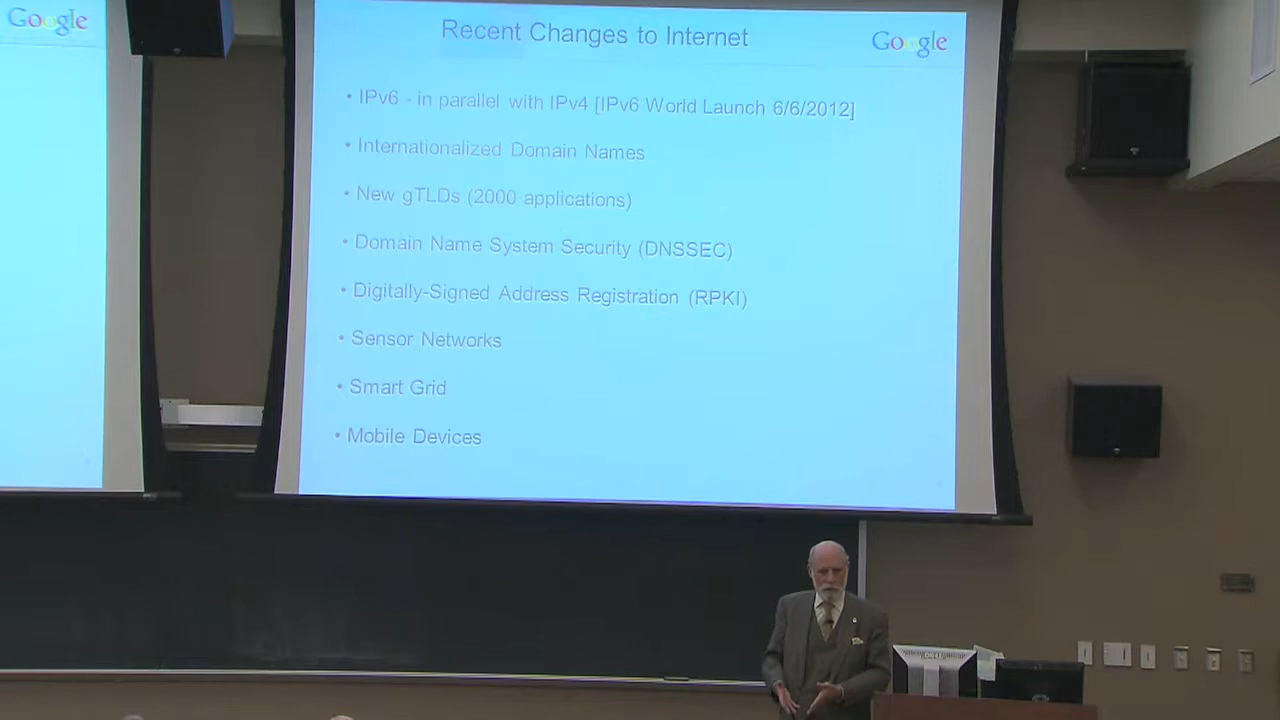 Google
Recent Changes to Internet
Google
• IPv6 - in parallel with IPv4 [IPv6 World Launch 6/6/2012]
• Internationalized Domain Names
• New gTLDs (2000 applications)
• Domain Name System Security (DNSSEC)
• Digitally-Signed Address Registration (RPKI)
• Sensor Networks
• Smart Grid
• Mobile Devices
DELL